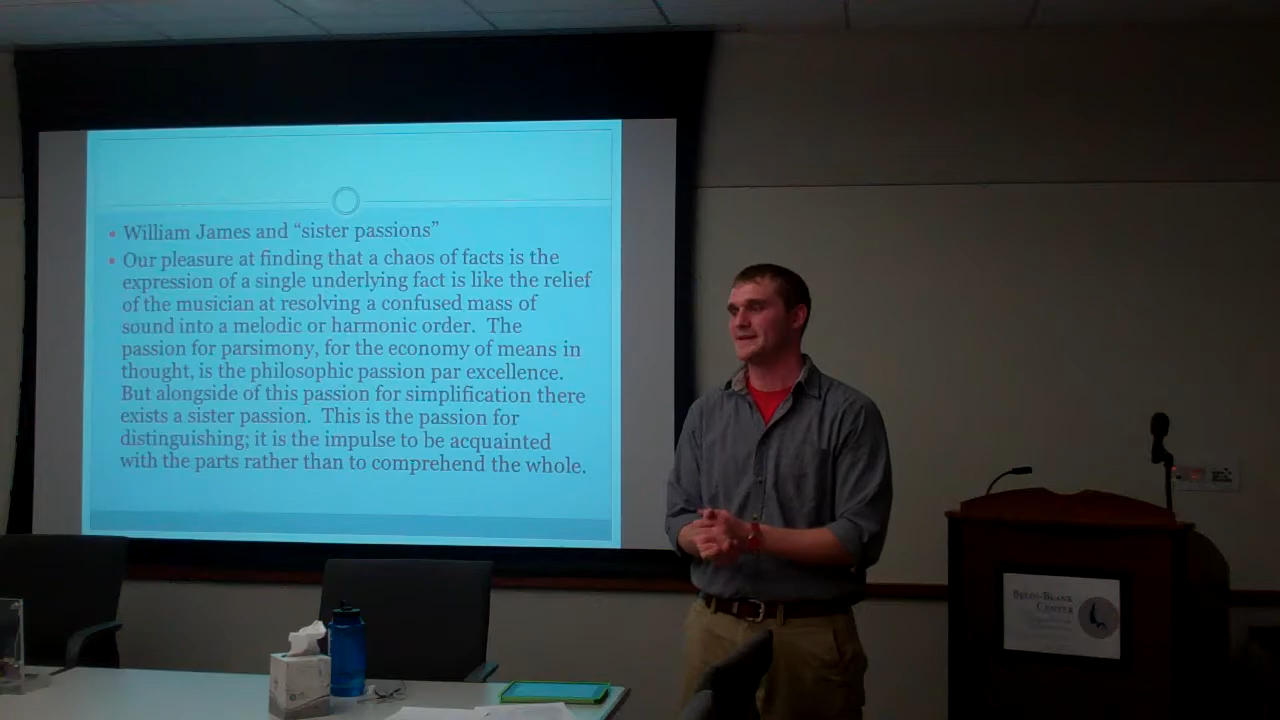 • William James and “sister passions”
• Our pleasure at finding that a chaos of facts is the
expression of a single underlying fact is like the relief
of the musician at resolving a confused mass of
sound into a melodic or harmonic order. The
passion for parsimony, for the economy of means in
thought, is the philosophic passion par excellence.
But alongside of this passion for simplification there
exists a sister passion. This is the passion for
distinguishing; it is the impulse to be acquainted
with the parts rather than to comprehend the whole.
BELIN-BLANK
CENTER